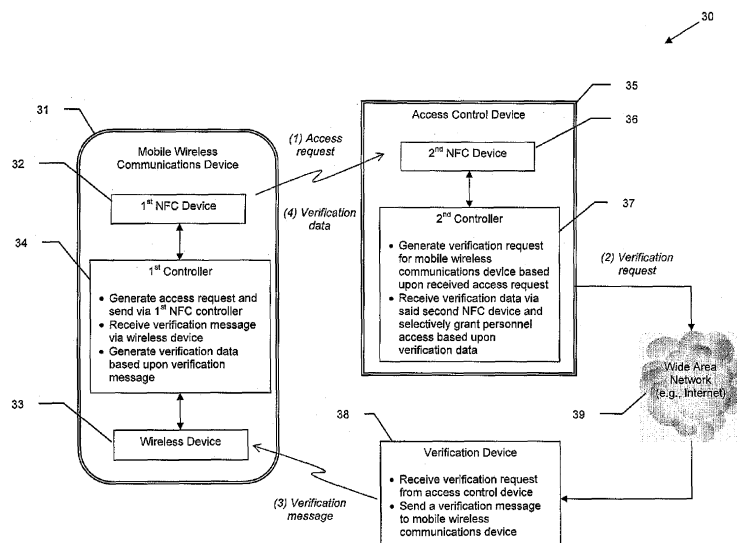 30
31
Mobile Wireless
Communications Device
32
1st NFC Device
34
1st Controller
• Generate access request and
send via 1st NFC controller
• Receive verification message
via wireless device
• Generate verification data
based upon verification
message
33
Wireless Device
(1) Access
request
(4) Verification
data
35
Access Control Device
36
2nd NFC Device
37
2nd Controller
• Generate verification request
for mobile wireless
communications device based
upon received access request
• Receive verification data via
said second NFC device and
selectively grant personnel
access based upon
verification data
(2) Verification
request
Wide Area
Network
(e.g., Internet)
39
38
Verification Device
• Receive verification request
from access control device
• Send a verification message
to mobile wireless
communications device
(3) Verification
message